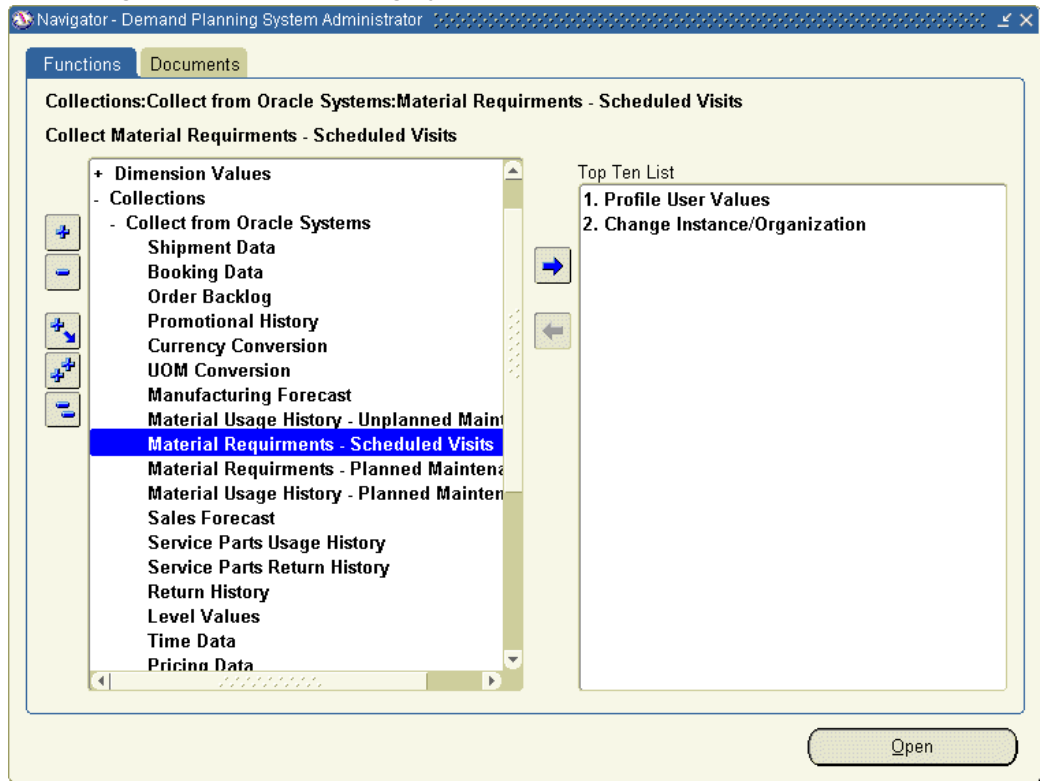 Navigator - Demand Planning System Administrator
Functions
Documents
Collections:Collect from Oracle Systems:Material Requirments - Scheduled Visits
Collect Material Requirments - Scheduled Visits
+ Dimension Values
- Collections
- Collect from Oracle Systems
Shipment Data
Booking Data
Order Backlog
Promotional History
Currency Conversion
UOM Conversion
Manufacturing Forecast
Material Usage History - Unplanned Maint
Material Requirments - Scheduled Visits
Material Requirments - Planned Maintena
Material Usage History - Planned Mainten
Sales Forecast
Service Parts Usage History
Service Parts Return History
Return History
Level Values
Time Data
Pricing Data
Top Ten List
1. Profile User Values
2. Change Instance/Organization
Open